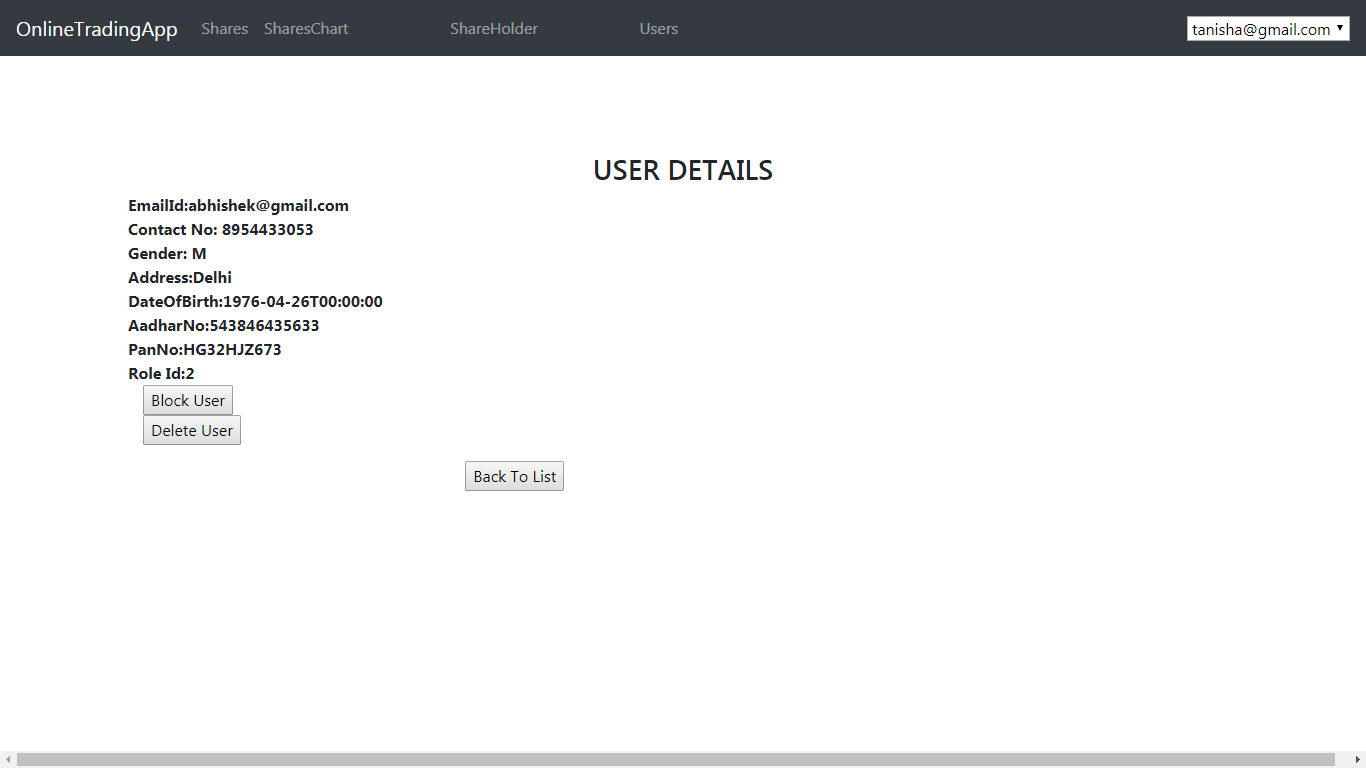 OnlineTradingApp Shares SharesChart ShareHolder Users tanisha@gmail.com
USER DETAILS
EmailId:abhishek@gmail.com
Contact No: 8954433053
Gender: M
Address:Delhi
DateOfBirth:1976-04-26T00:00:00
AadharNo:543846435633
PanNo:HG32HJZ673
Role Id:2
Block User
Delete User
Back To List